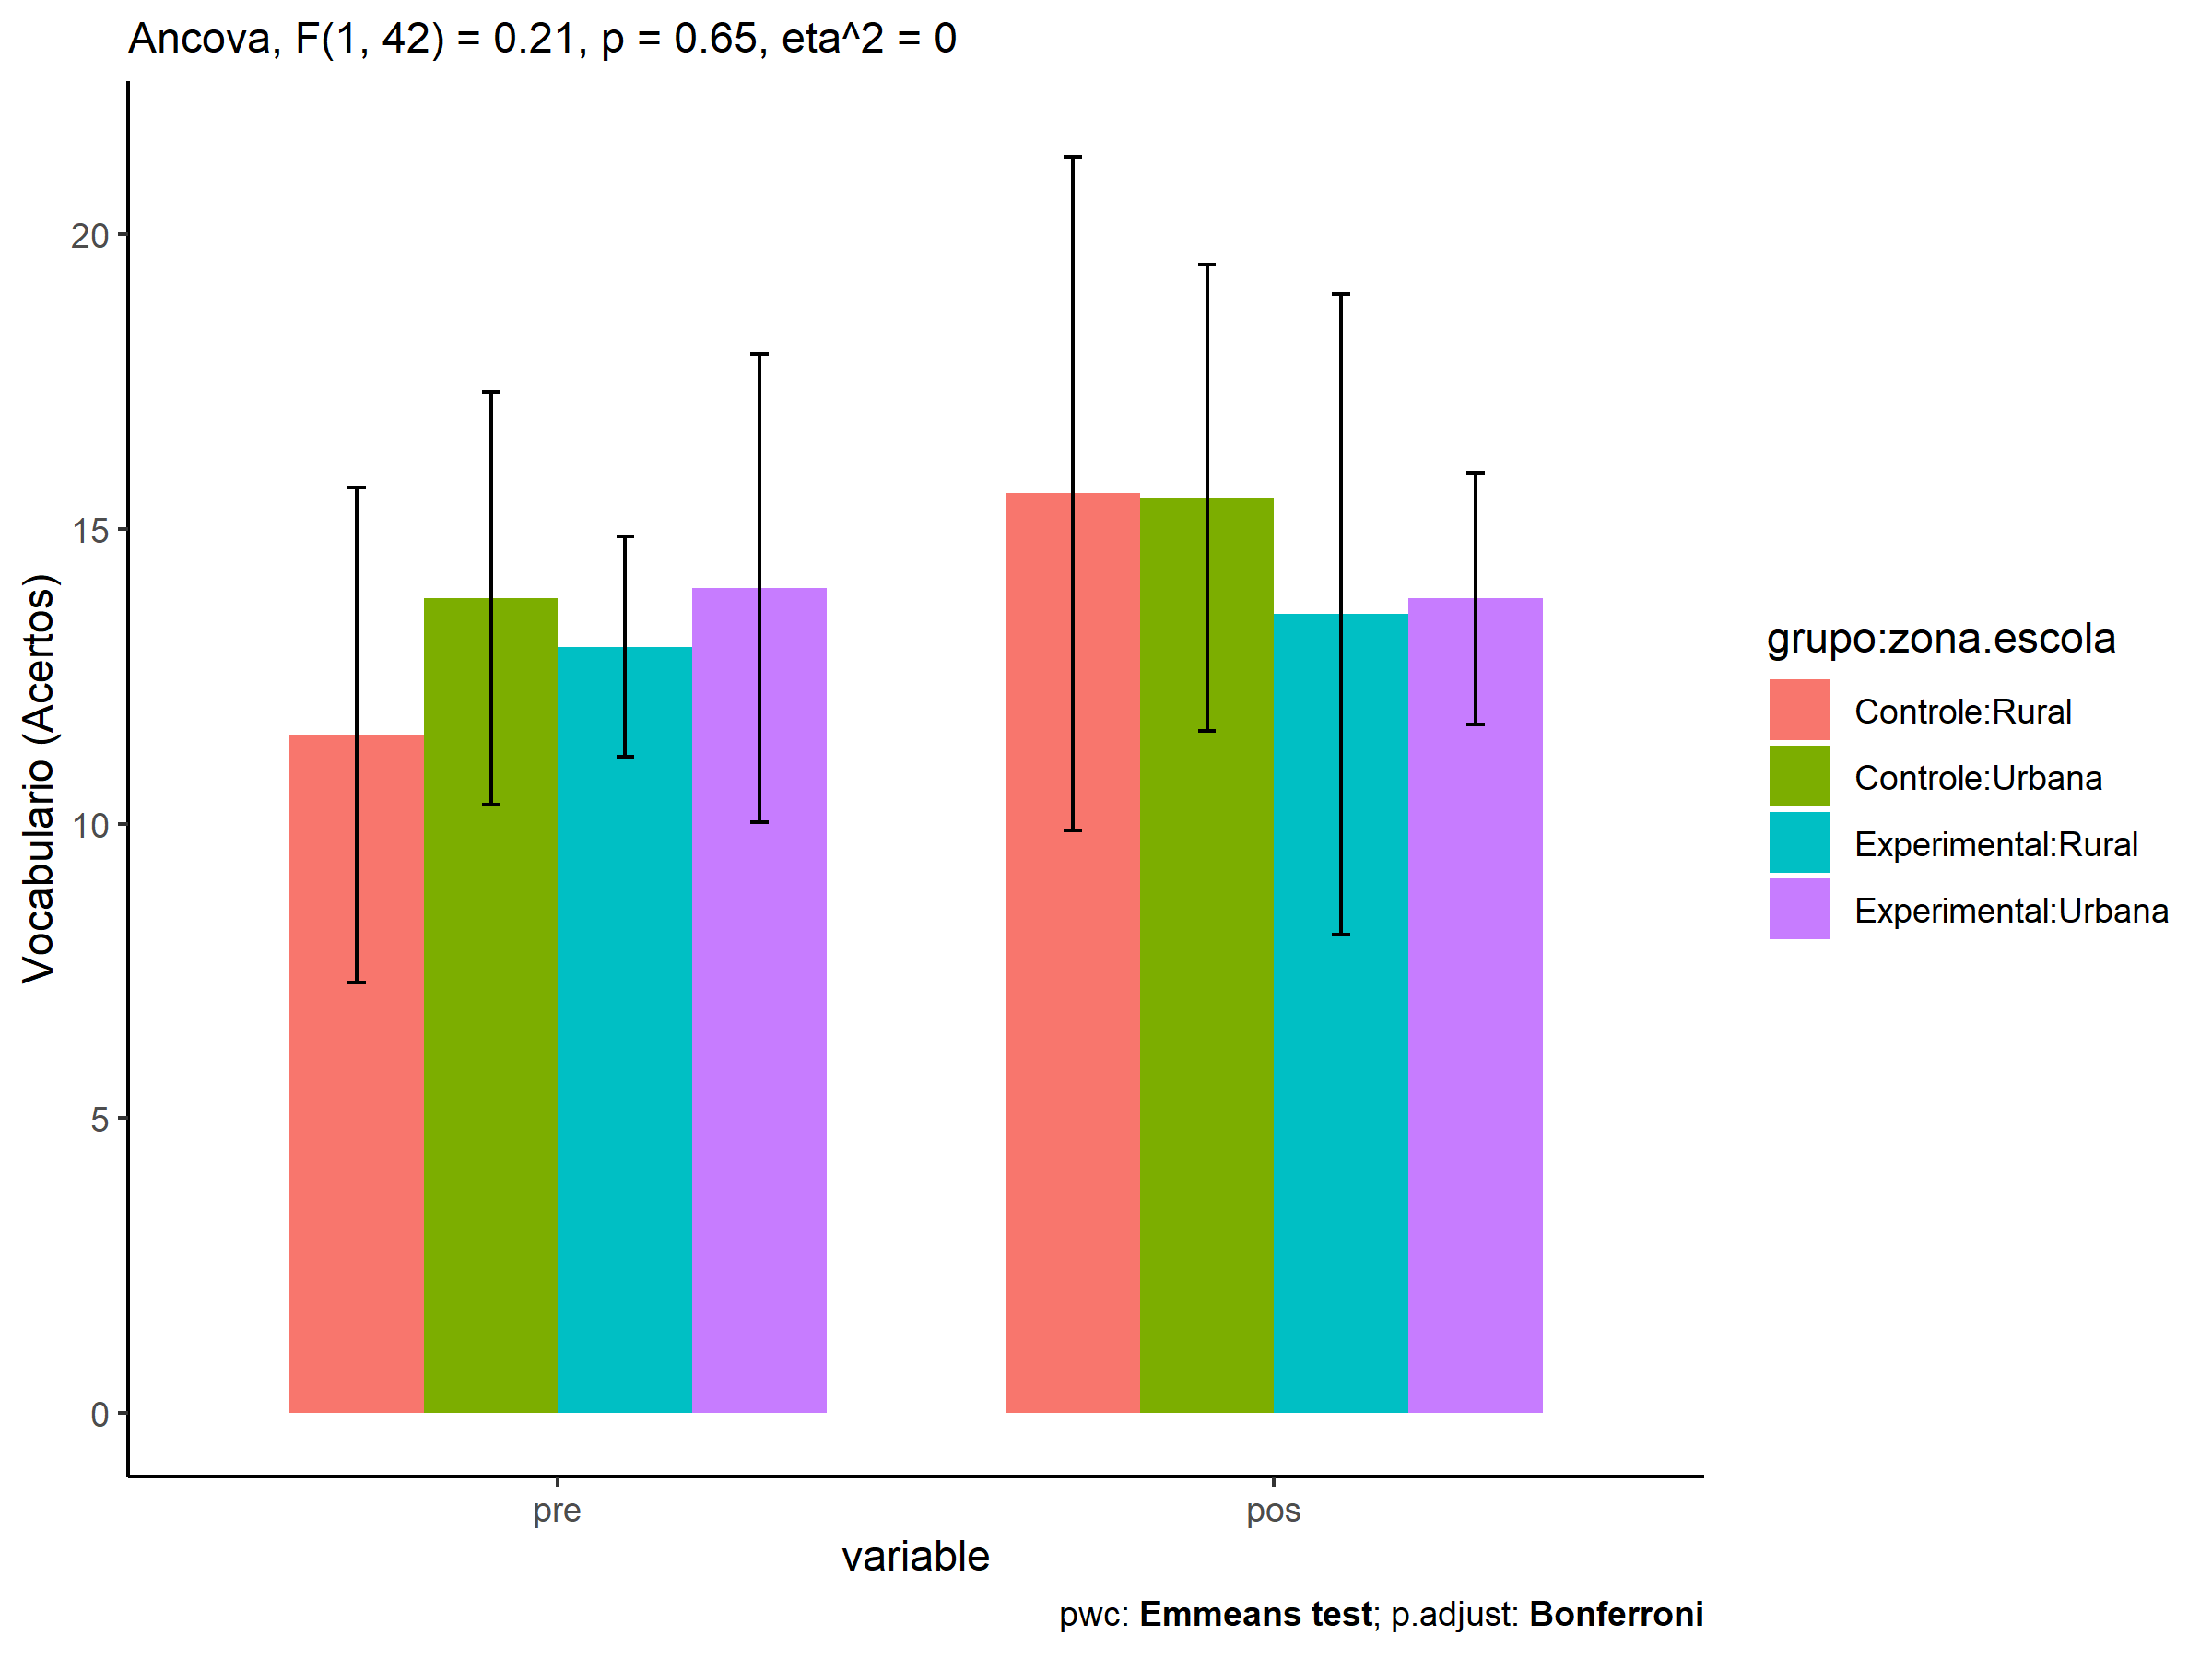 Ancova, F(1, 42) = 0.21, p = 0.65, eta^2 = 0
Vocabulario (Acertos)
20
15
10
5
0
pre
pos
variable
grupo:zona.escola
Controle:Rural
Controle:Urbana
Experimental:Rural
Experimental:Urbana
pwc: Emmeans test; p.adjust: Bonferroni